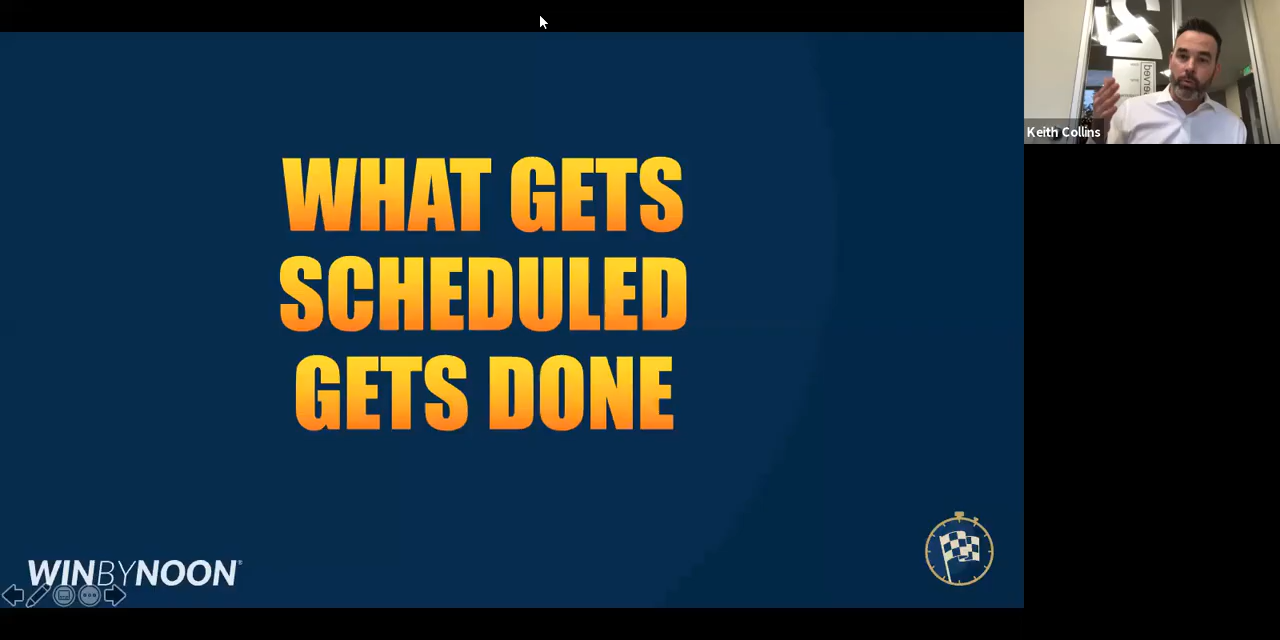 WHAT GETS
SCHEDULED
GETS DONE
WINBYNOON®
Keith Collins